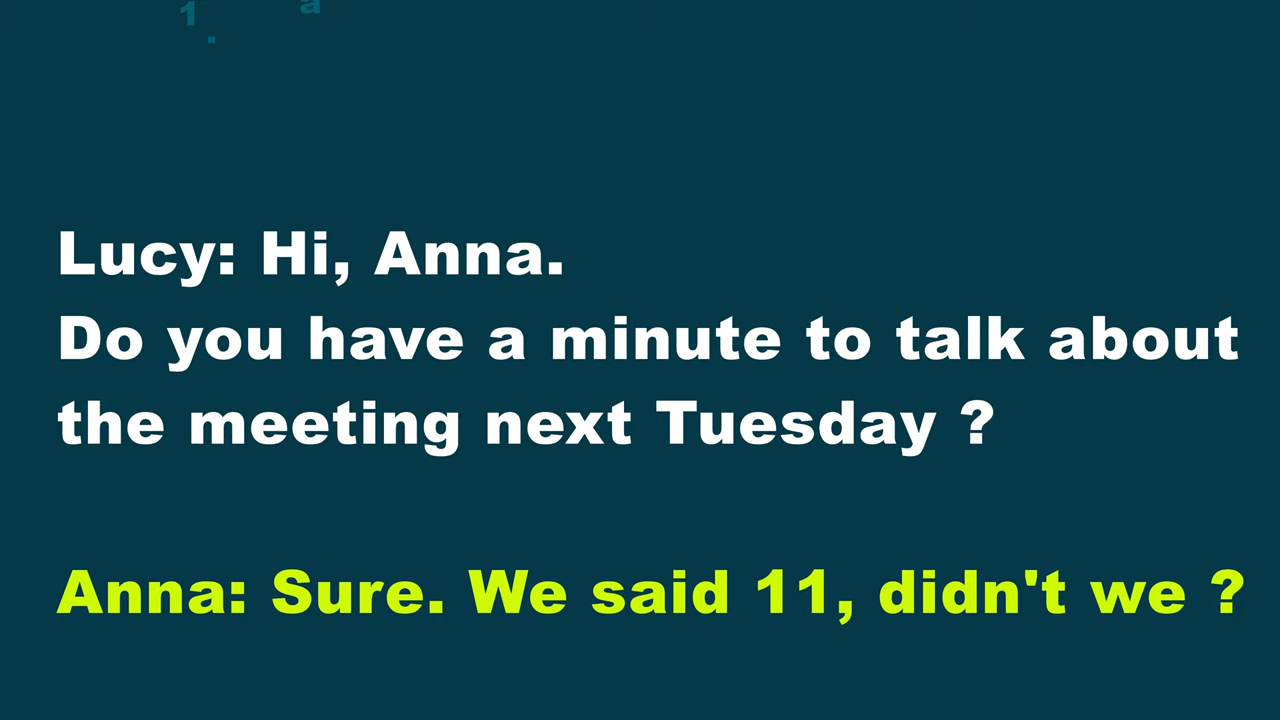 1 a
.
Lucy: Hi, Anna.
Do you have a minute to talk about
the meeting next Tuesday ?
Anna: Sure. We said 11, didn't we ?